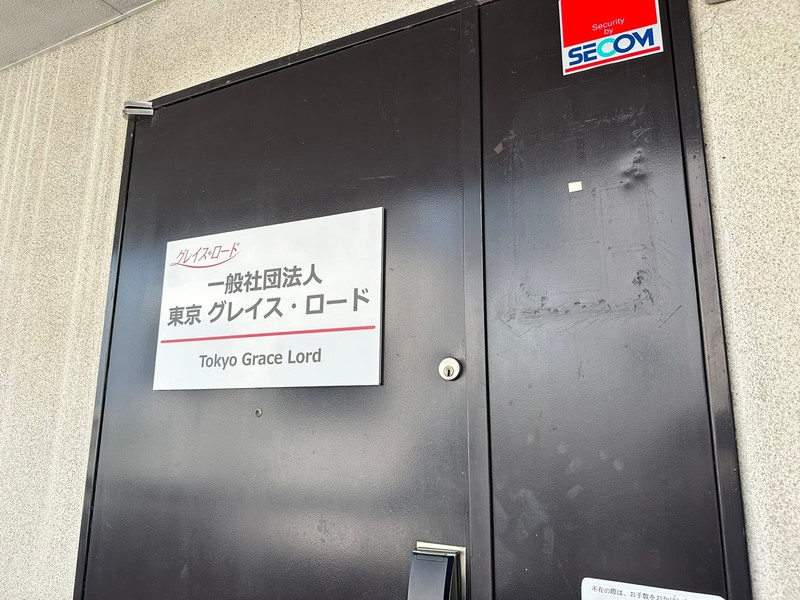 Security
by
SECOM
グレイス・ロード
一般社団法人
東京 グレイス・ロード
Tokyo Grace Lord
不在の際は、お手数をおか